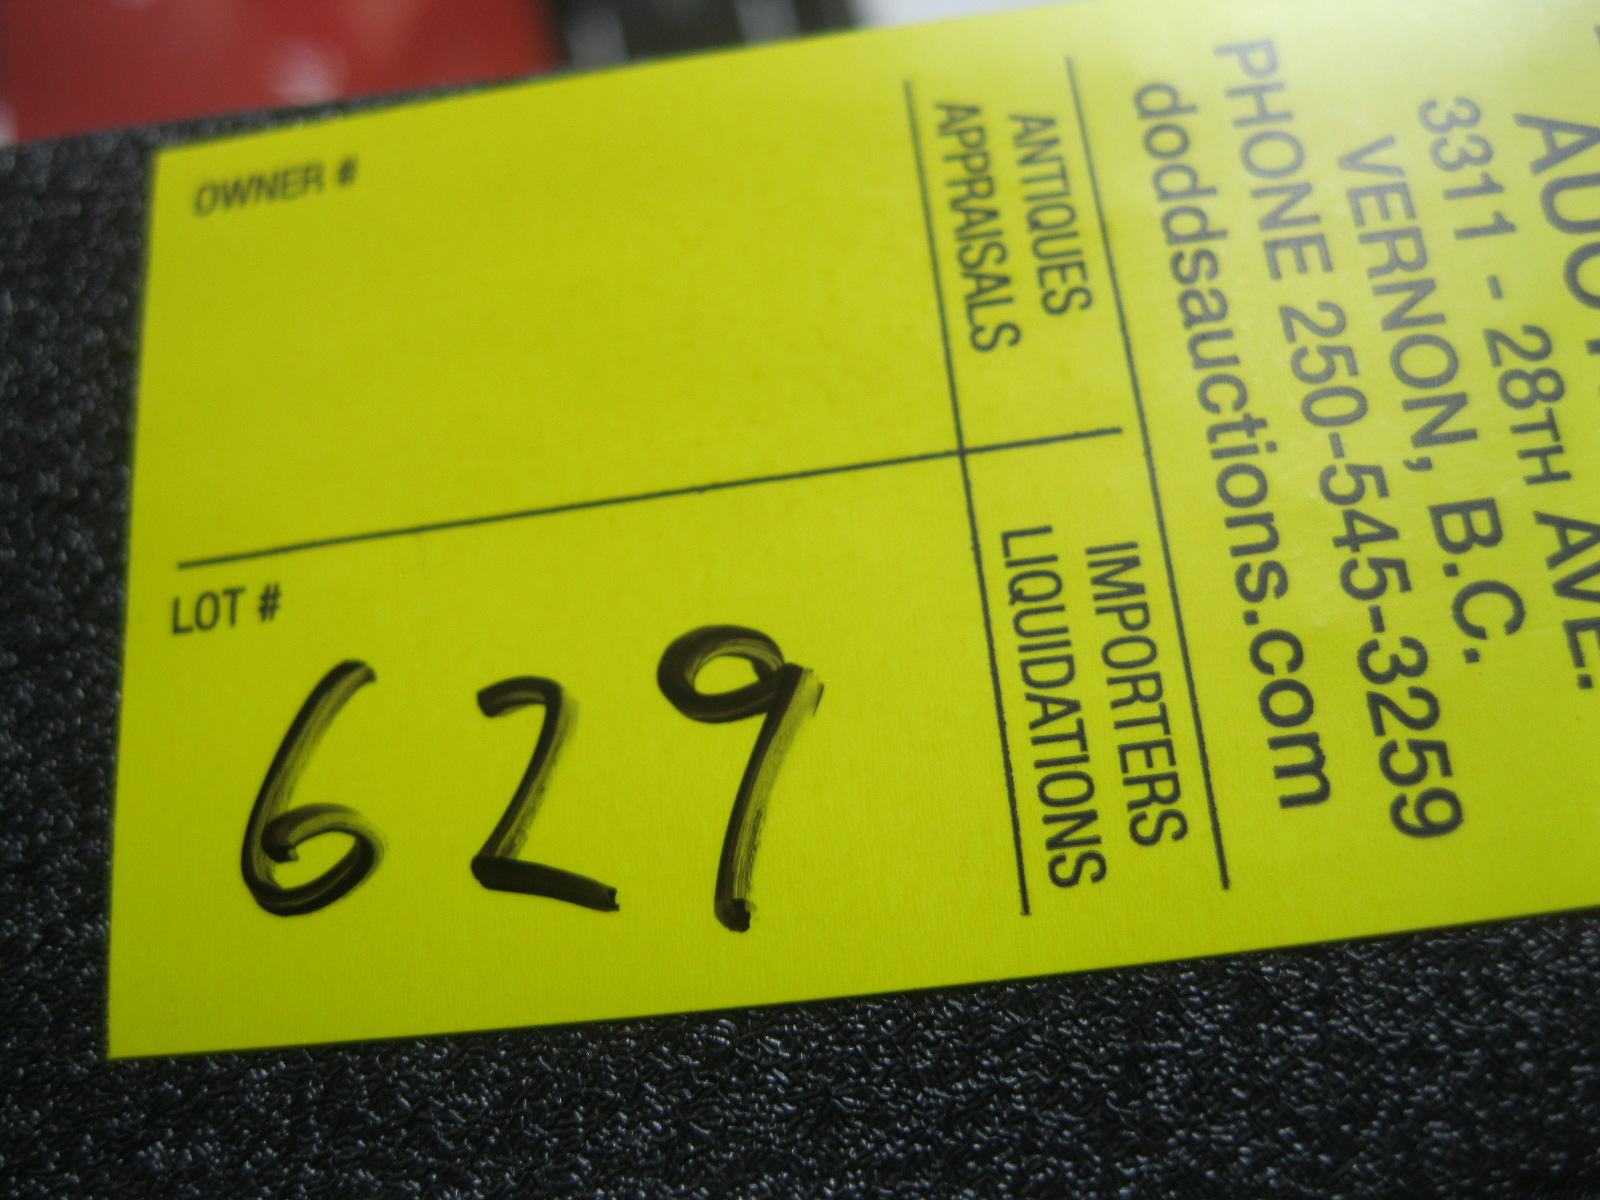 OWNER #
LOT #
629
ANTIQUES
APPRAISALS
IMPORTERS
LIQUIDATIONS
3311 - 28TH AVE.
VERNON, B.C.
PHONE 250-545-3259
doddsauctions.com